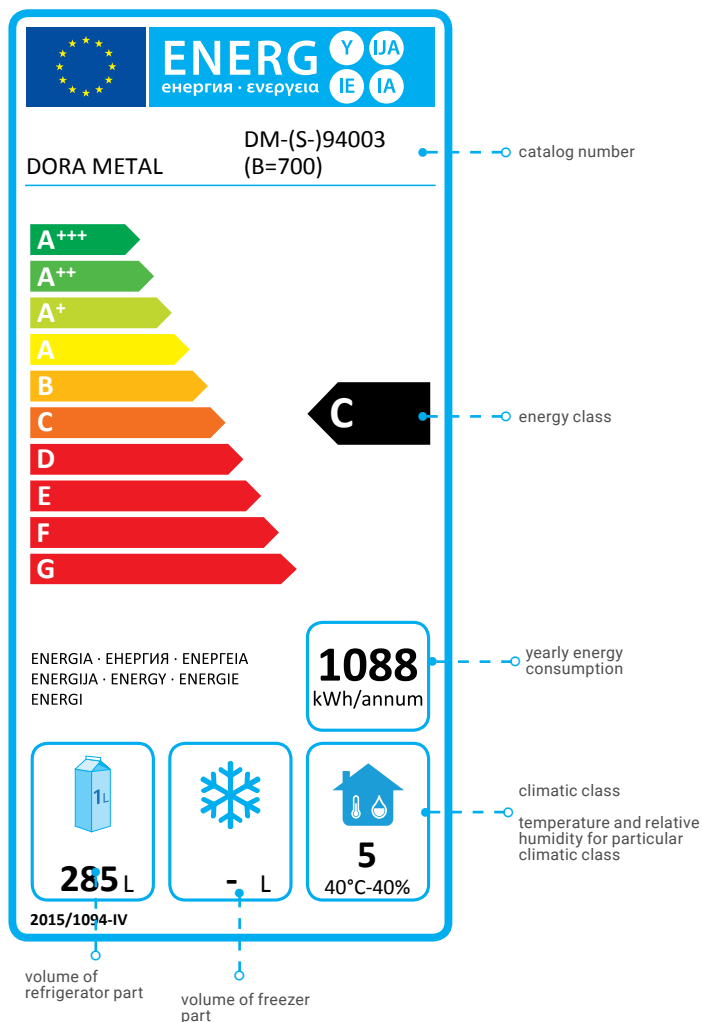 ENERG Y IJA
енергия · ενεργεια IE IA
DM-(S-)94003
(B=700)
DORA METAL
catalog number
A+++
A++
A+
A
B
C
D
E
F
G
C
energy class
ENERGIA · ЕНЕРГИЯ · ΕΝΕΡΓΕΙΑ
ENERGIJA · ENERGY · ENERGIE
ENERGI
1088
kWh/annum
yearly energy
consumption
1L
285 L
- L
5
40°C-40%
climatic class
temperature and relative
humidity for particular
climatic class
2015/1094-IV
volume of
refrigerator part
volume of freezer
part